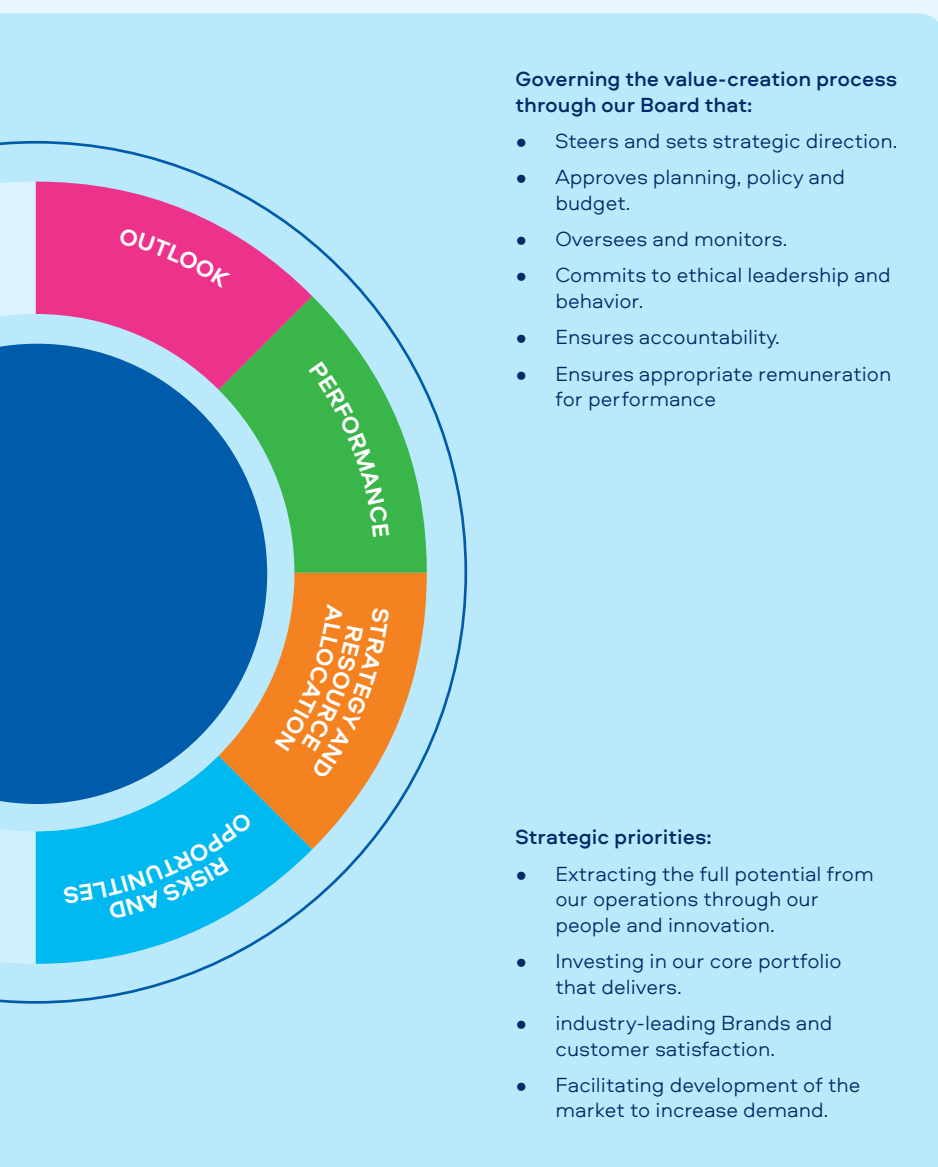 Governing the value-creation process
through our Board that:
● Steers and sets strategic direction.
● Approves planning, policy and
budget.
● Oversees and monitors.
● Commits to ethical leadership and
behavior.
● Ensures accountability.
● Ensures appropriate remuneration
for performance
OUTLOOK
PERFORMANCE
STRATEGY AND
RESOURCE
ALLOCATION
RISKS AND
OPPORTUNITLES
Strategic priorities:
● Extracting the full potential from
our operations through our
people and innovation.
● Investing in our core portfolio
that delivers.
● industry-leading Brands and
customer satisfaction.
● Facilitating development of the
market to increase demand.